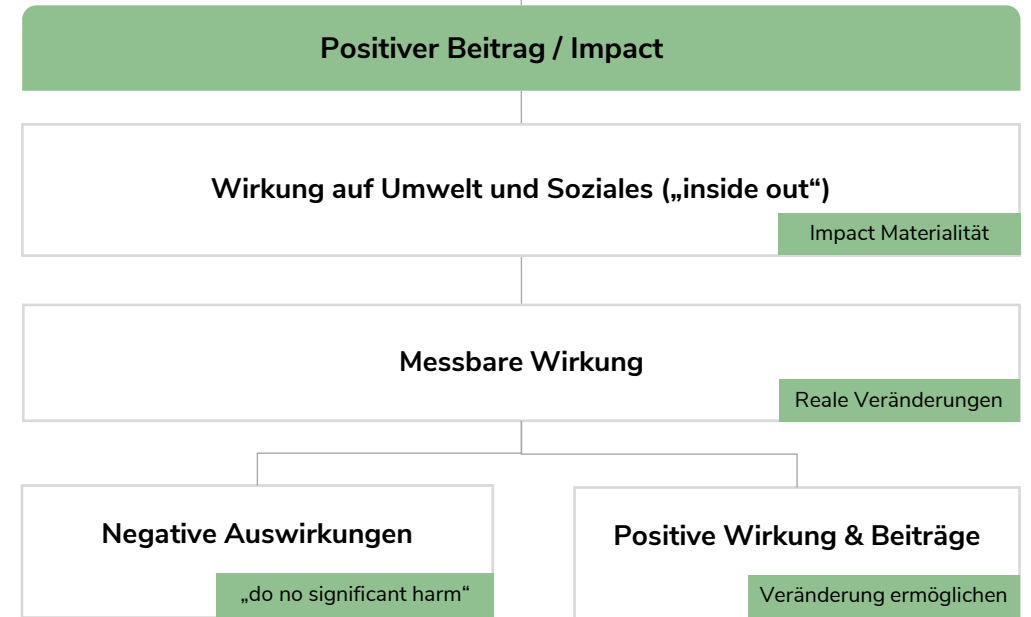 Positiver Beitrag / Impact
Wirkung auf Umwelt und Soziales („inside out“)
Impact Materialität
Messbare Wirkung
Reale Veränderungen
Negative Auswirkungen
„do no significant harm“
Positive Wirkung & Beiträge
Veränderung ermöglichen